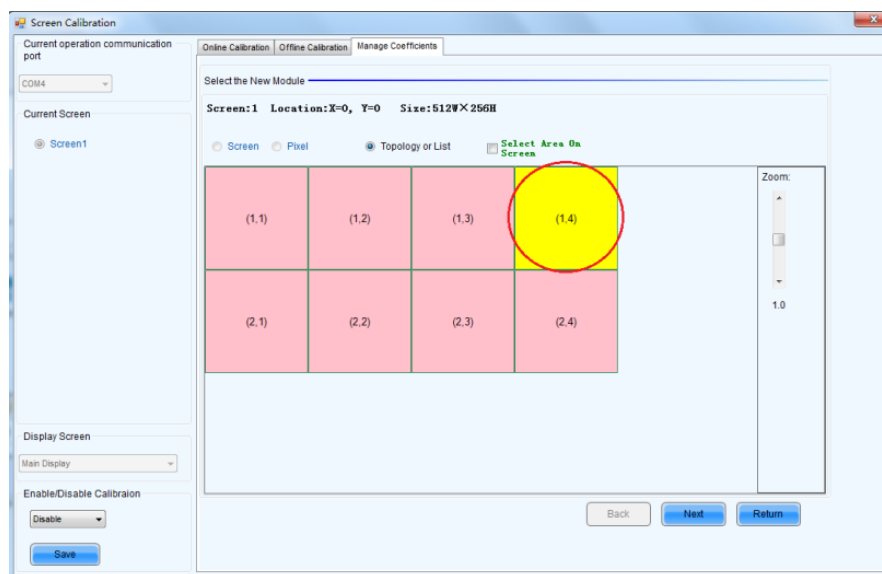 Screen Calibration
Current operation communication
port
COM4
Current Screen
Screen1
Display Screen
Main Display
Enable/Disable Calibraion
Disable
Save
Online Calibration
Offline Calibration
Manage Coefficients
Select the New Module
Screen:1 Location:X=0, Y=0 Size:512W×256H
Screen
Pixel
Topology or List
Select Area On
Screen
(1,1)
(1,2)
(1,3)
(1,4)
(2,1)
(2,2)
(2,3)
(2,4)
Zoom:
1.0
Back
Next
Return